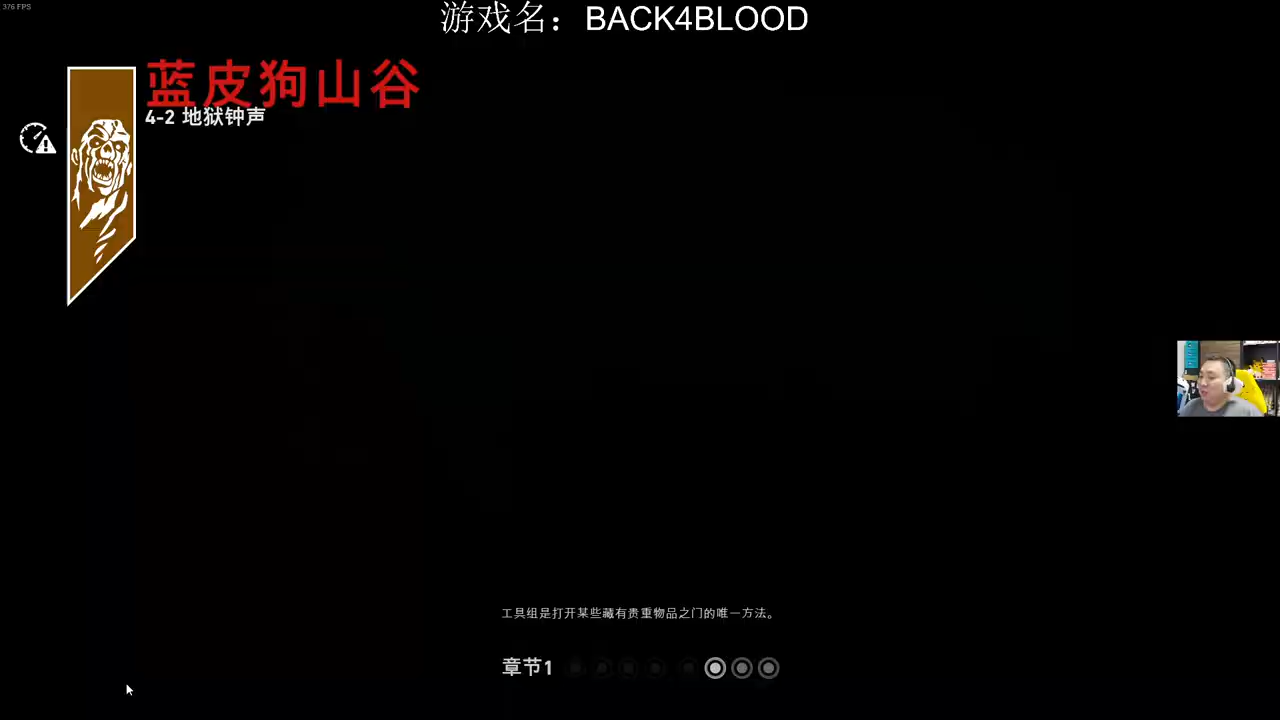 376 FPS
游戏名：BACK4BLOOD
蓝皮狗山谷
4-2 地狱钟声
工具组是打开某些藏有贵重物品之门的唯一方法。
章节1